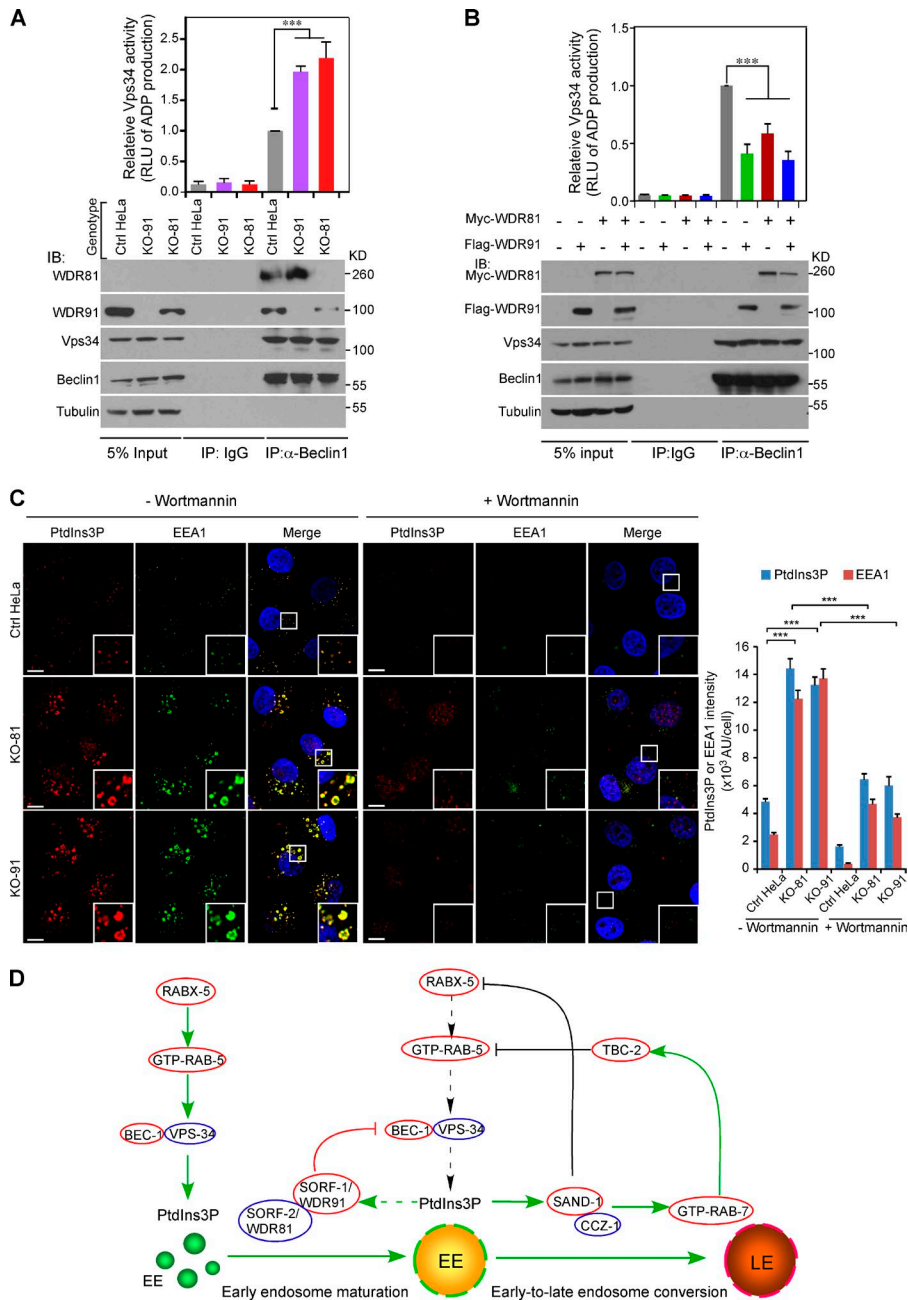 A
Relateive Vps34 activity
(RLU of ADP production)
2.5
2.0
1.5
1.0
0.5
0.0
***
Genotype
Ctrl HeLa
KO-91
KO-81
Ctrl HeLa
KO-91
KO-81
Ctrl HeLa
KO-91
KO-81
IB:
KD
WDR81
260
WDR91
100
Vps34
100
Beclin1
55
Tubulin
55
5% Input
IP: IgG
IP:α-Beclin1
B
Relateive Vps34 activity
(RLU of ADP production)
1.5
1.0
0.5
0.0
***
Myc-WDR81 - - + + - - + + - - + +
Flag-WDR91 - + - + - + - + - + - +
IB:
KD
Myc-WDR81
260
Flag-WDR91
100
Vps34
100
Beclin1
55
Tubulin
55
5% input
IP:IgG
IP:α-Beclin1
C
- Wortmannin
+ Wortmannin
PtdIns3P
EEA1
Merge
PtdIns3P
EEA1
Merge
Ctrl HeLa
KO-81
KO-91
PtdIns3P
EEA1
***
***
***
***
PtdIns3P or EEA1 intensity
(x10³ AU/cell)
16
14
12
10
8
6
4
2
0
Ctrl HeLa
KO-81
KO-91
Ctrl HeLa
KO-81
KO-91
- Wortmannin
+ Wortmannin
D
RABX-5
GTP-RAB-5
BEC-1
VPS-34
PtdIns3P
EE
RABX-5
GTP-RAB-5
TBC-2
BEC-1
VPS-34
SORF-1/
WDR91
SORF-2/
WDR81
PtdIns3P
SAND-1
CCZ-1
GTP-RAB-7
EE
LE
Early endosome maturation
Early-to-late endosome conversion